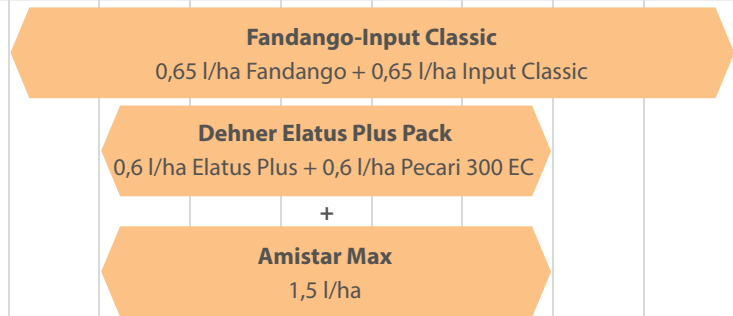 Fandango-Input Classic
0,65 l/ha Fandango + 0,65 l/ha Input Classic
Dehner Elatus Plus Pack
0,6 l/ha Elatus Plus + 0,6 l/ha Pecari 300 EC
+
Amistar Max
1,5 l/ha